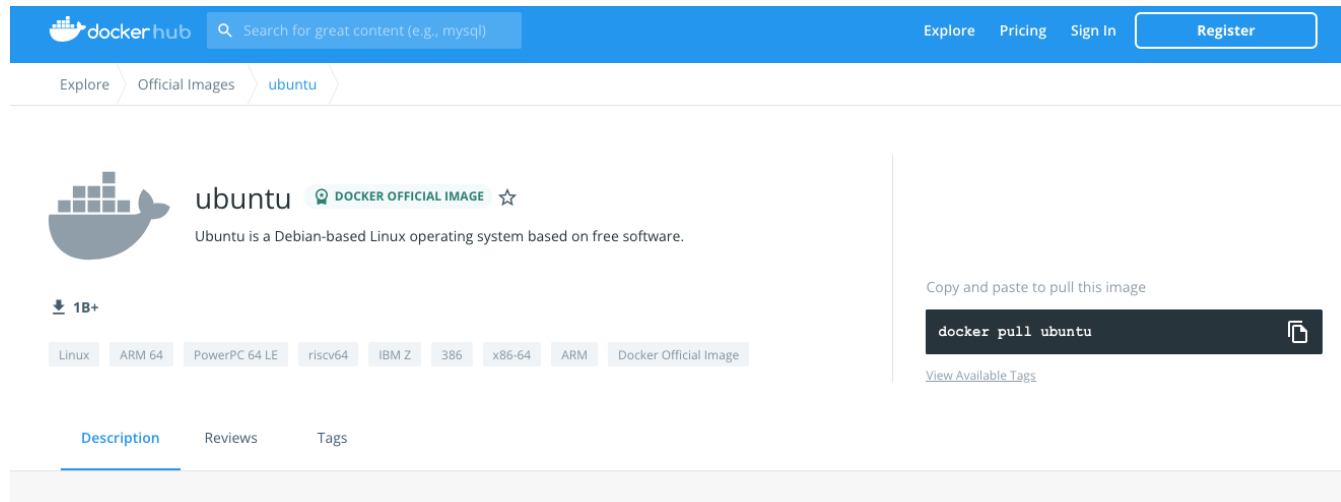 dockerhub Search for great content (e.g., mysql) Explore Pricing Sign In Register
Explore Official Images ubuntu
ubuntu DOCKER OFFICIAL IMAGE
Ubuntu is a Debian-based Linux operating system based on free software.
1B+
Linux ARM 64 PowerPC 64 LE riscv64 IBM Z 386 x86-64 ARM Docker Official Image
Copy and paste to pull this image
docker pull ubuntu
View Available Tags
Description Reviews Tags